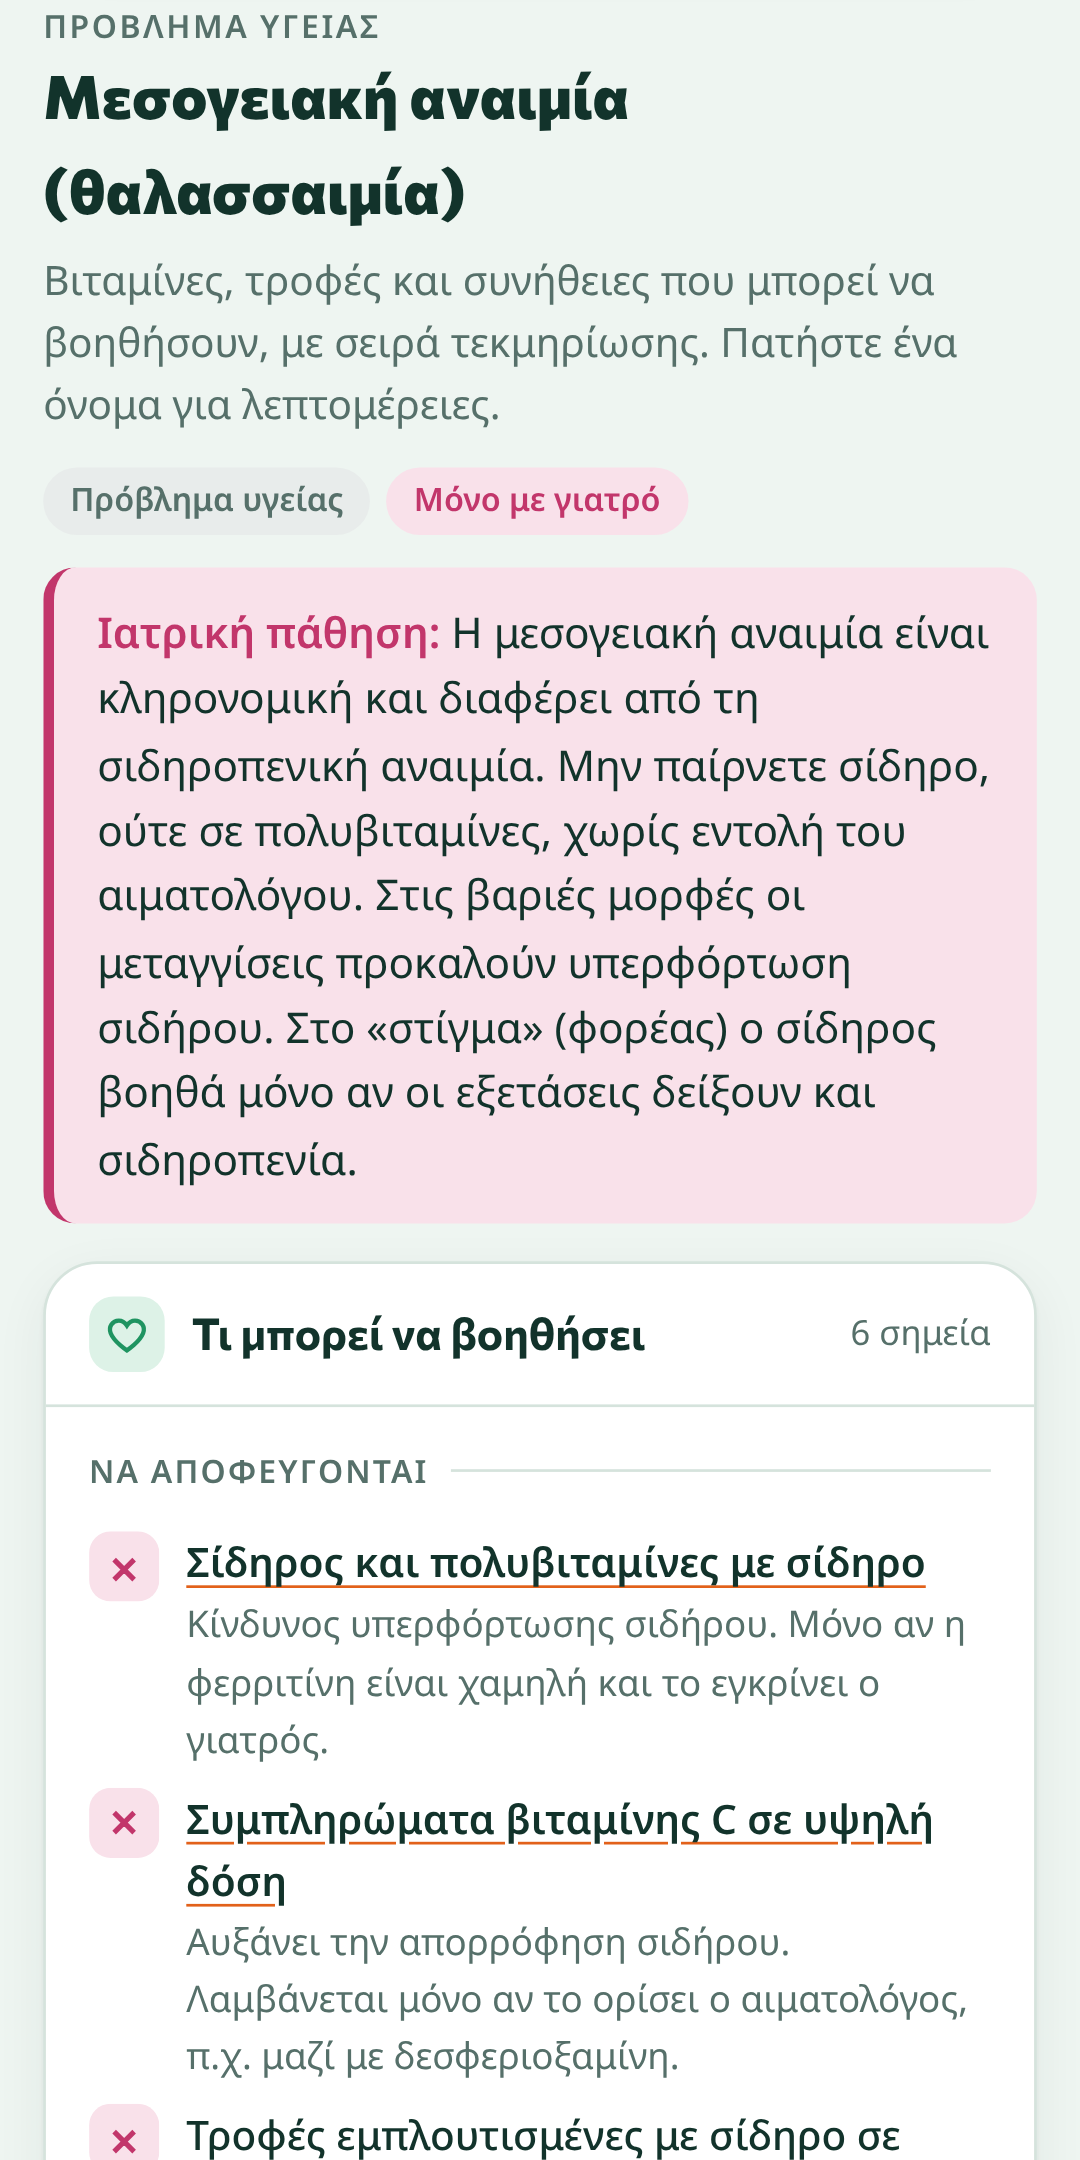 ΠΡΟΒΛΗΜΑ ΥΓΕΙΑΣ
Μεσογειακή αναιμία
(θαλασσαιμία)
Βιταμίνες, τροφές και συνήθειες που μπορεί να
βοηθήσουν, με σειρά τεκμηρίωσης. Πατήστε ένα
όνομα για λεπτομέρειες.
Πρόβλημα υγείας
Μόνο με γιατρό
Ιατρική πάθηση: Η μεσογειακή αναιμία είναι
κληρονομική και διαφέρει από τη
σιδηροπενική αναιμία. Μην παίρνετε σίδηρο,
ούτε σε πολυβιταμίνες, χωρίς εντολή του
αιματολόγου. Στις βαριές μορφές οι
μεταγγίσεις προκαλούν υπερφόρτωση
σιδήρου. Στο «στίγμα» (φορέας) ο σίδηρος
βοηθά μόνο αν οι εξετάσεις δείξουν και
σιδηροπενία.
Τι μπορεί να βοηθήσει
6 σημεία
ΝΑ ΑΠΟΦΕΥΓΟΝΤΑΙ
Σίδηρος και πολυβιταμίνες με σίδηρο
Κίνδυνος υπερφόρτωσης σιδήρου. Μόνο αν η
φερριτίνη είναι χαμηλή και το εγκρίνει ο
γιατρός.
Συμπληρώματα βιταμίνης C σε υψηλή
δόση
Αυξάνει την απορρόφηση σιδήρου.
Λαμβάνεται μόνο αν το ορίσει ο αιματολόγος,
π.χ. μαζί με δεσφεριοξαμίνη.
Τροφές εμπλουτισμένες με σίδηρο σε